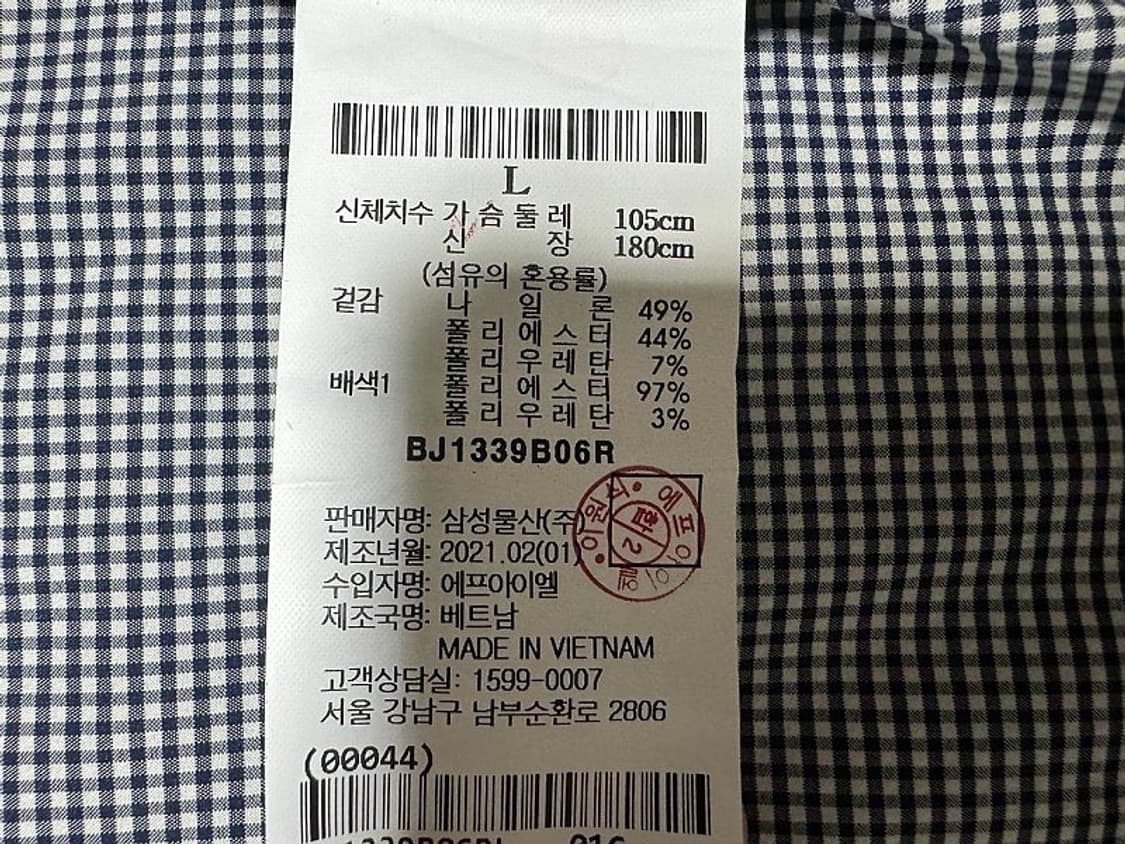 L
신체치수 가슴둘레 105cm
신장 180cm
(섬유의 혼용률)
겉감 나일론 49%
폴리에스터 44%
폴리우레탄 7%
배색1 폴리에스터 97%
폴리우레탄 3%
BJ1339B06R
판매자명: 삼성물산(주)
제조년월: 2021.02(01)
수입자명: 에프아이엘
제조국명: 베트남
MADE IN VIETNAM
고객상담실: 1599-0007
서울 강남구 남부순환로 2806
(00044)